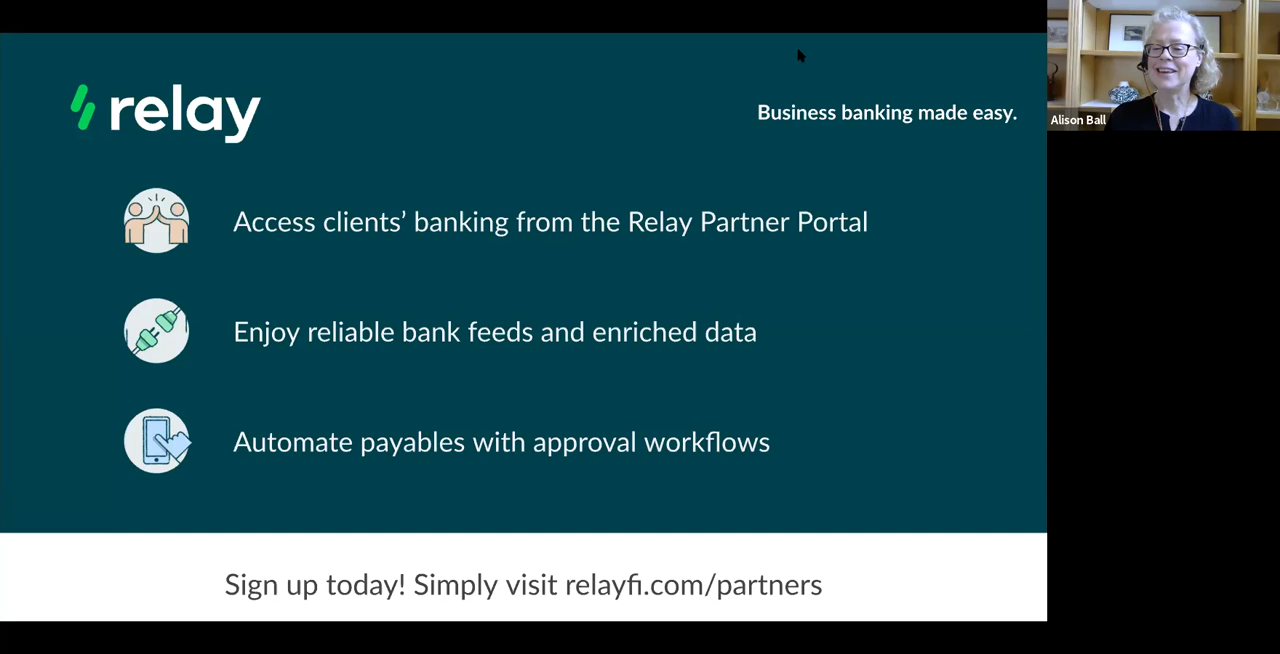 relay
Business banking made easy.
Alison Ball
Access clients’ banking from the Relay Partner Portal
Enjoy reliable bank feeds and enriched data
Automate payables with approval workflows
Sign up today! Simply visit relayfi.com/partners